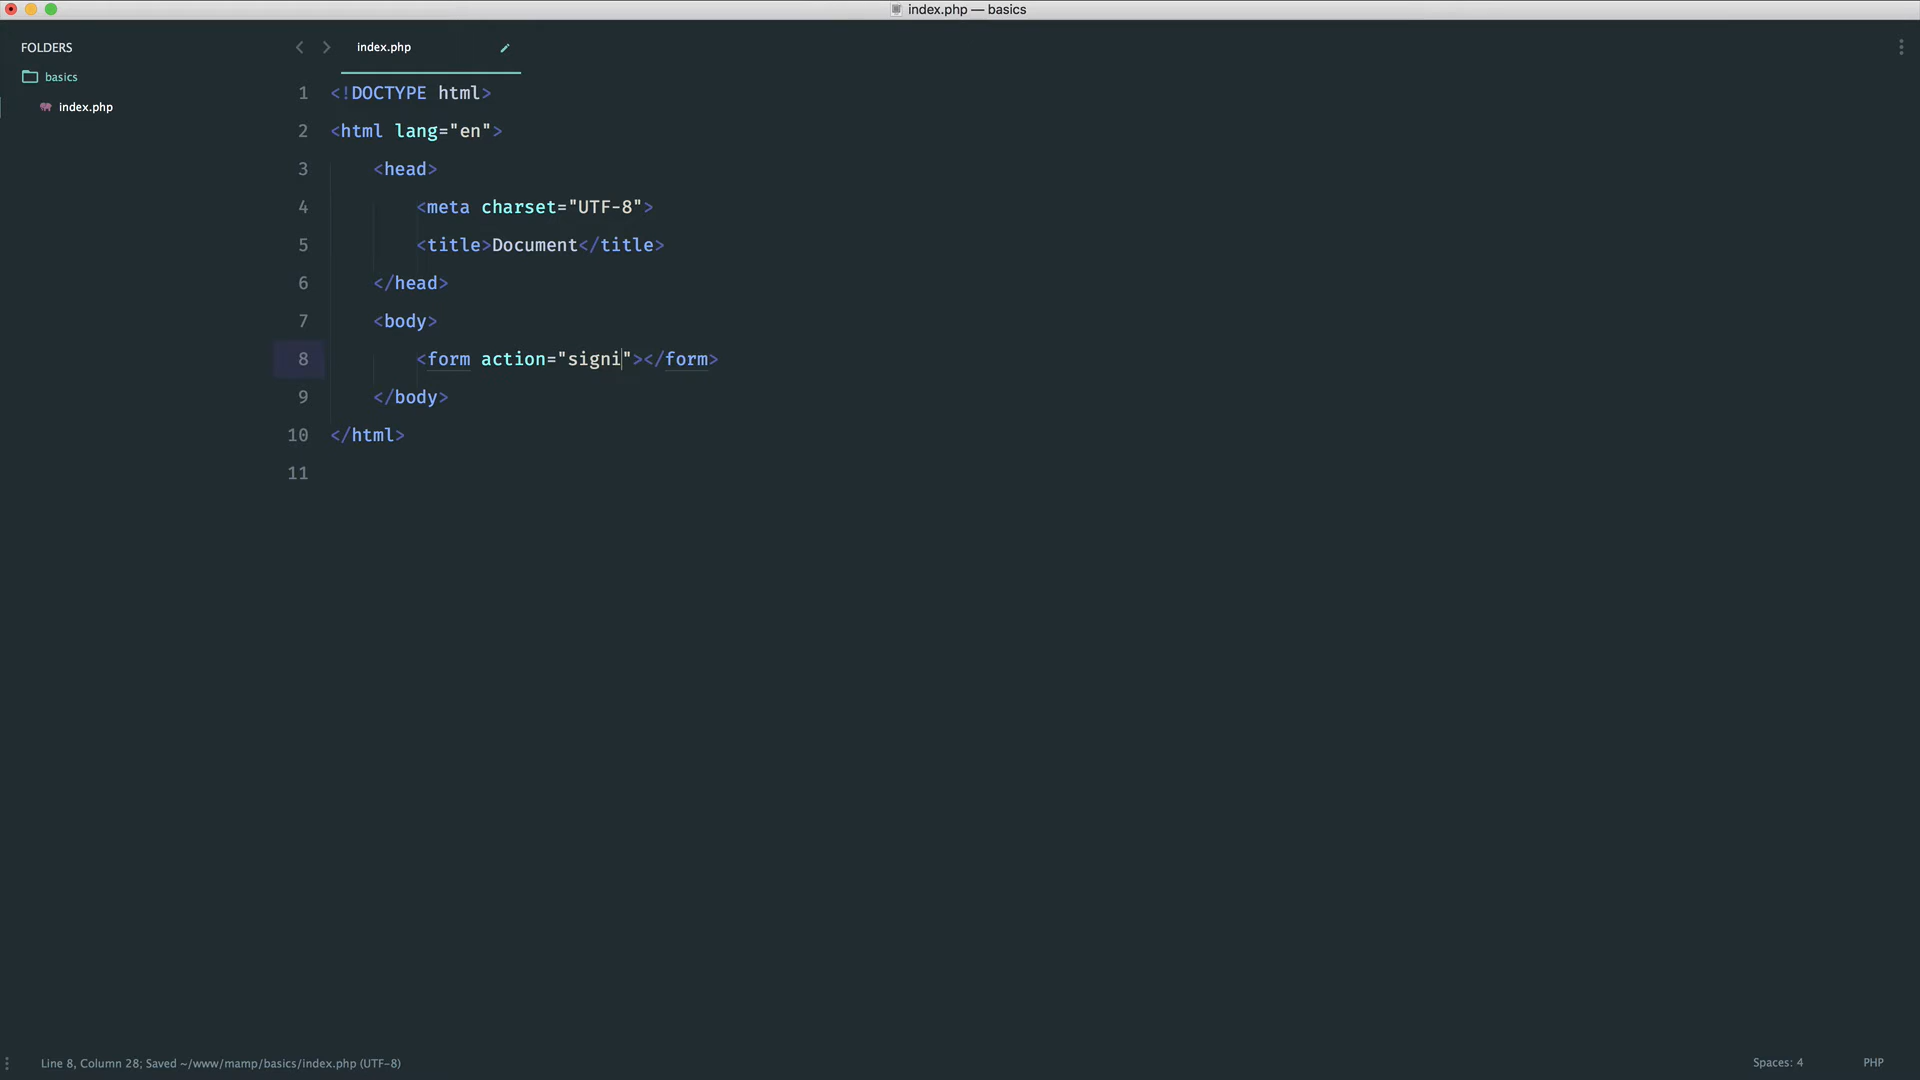 index.php — basics
FOLDERS
basics
index.php
index.php
1 <!DOCTYPE html>
2 <html lang="en">
3 <head>
4 <meta charset="UTF-8">
5 <title>Document</title>
6 </head>
7 <body>
8 <form action="signi"></form>
9 </body>
10 </html>
11
Line 8, Column 28; Saved ~/www/mamp/basics/index.php (UTF-8)
Spaces: 4
PHP